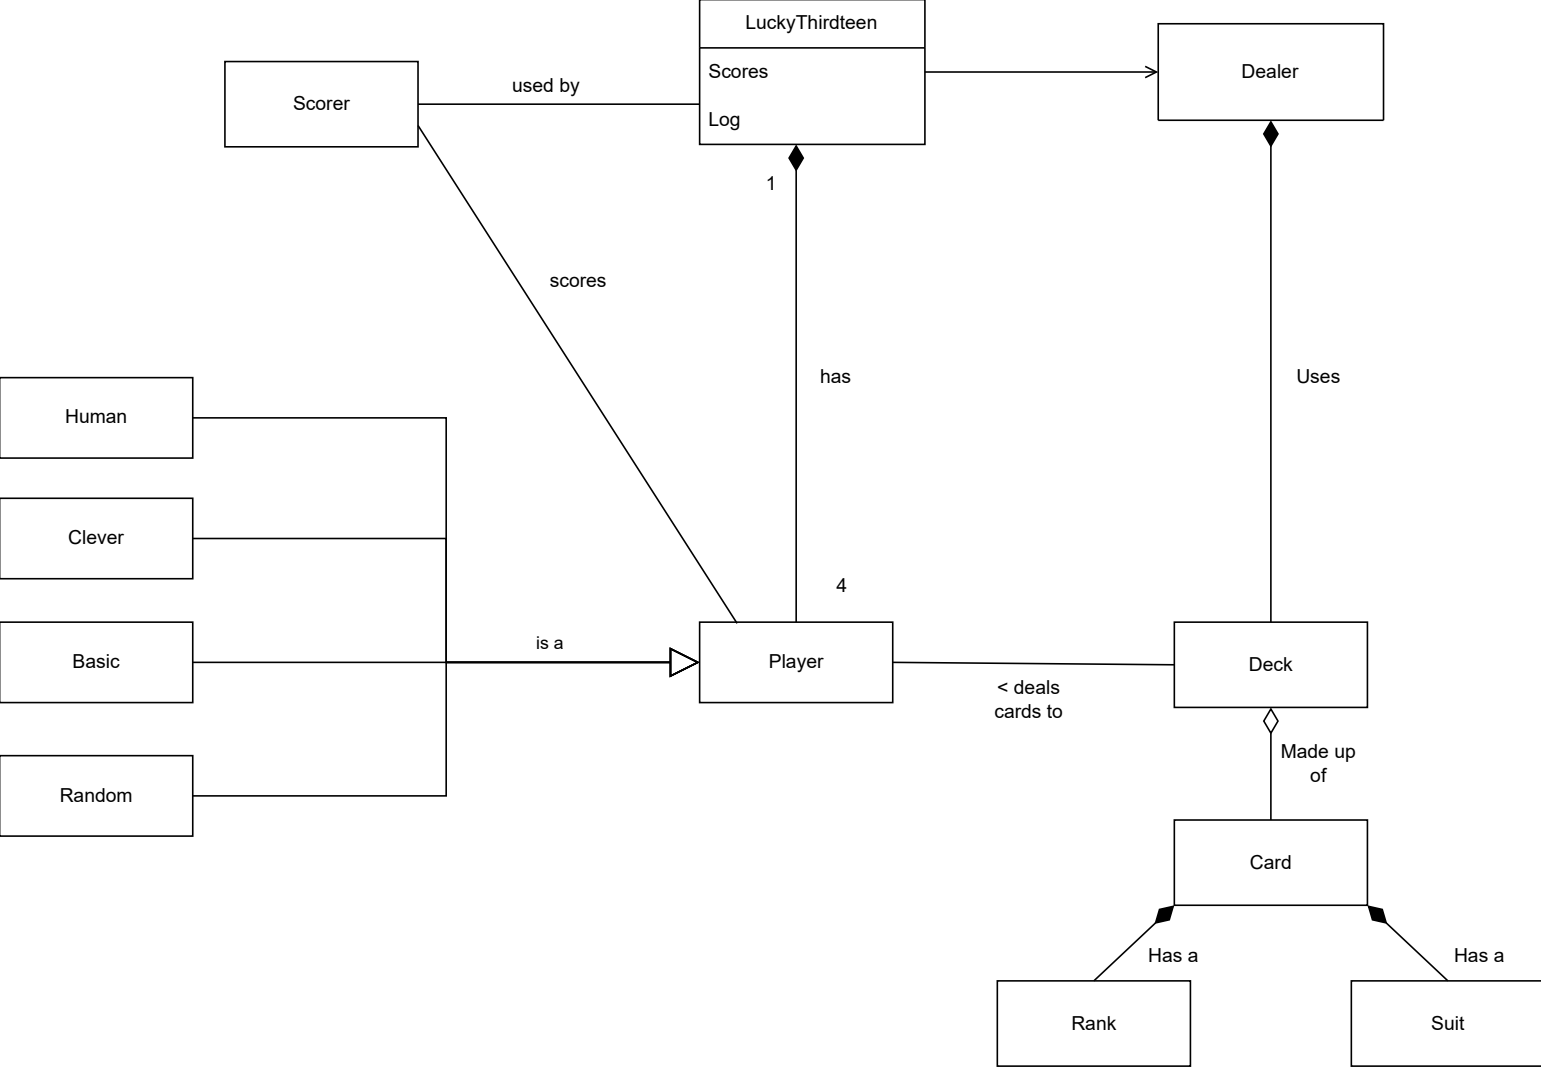 LuckyThirdteen
Scores
Log
Dealer
Scorer
used by
1
scores
has
Uses
Human
Clever
Basic
Random
is a
4
Player
< deals
cards to
Deck
Made up
of
Card
Has a
Has a
Rank
Suit